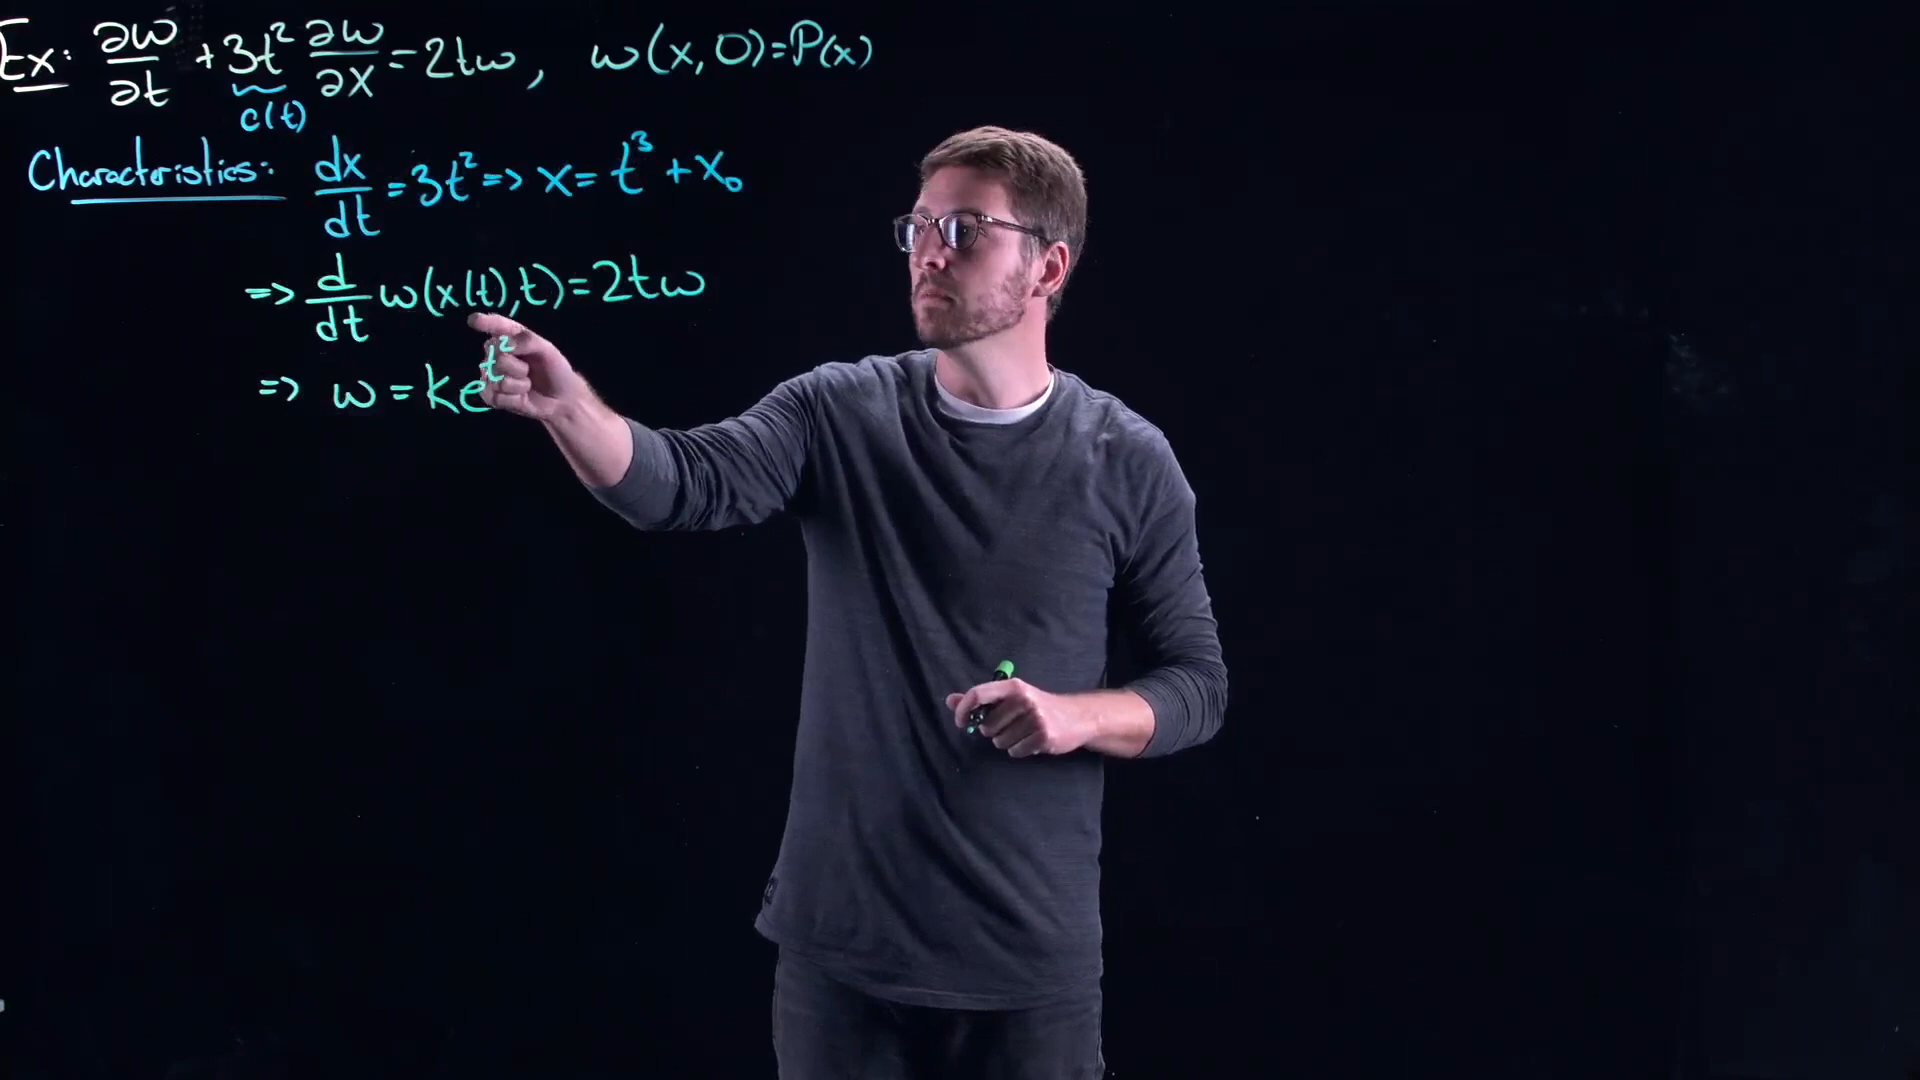 Ex: ∂w/∂t + 3t² ∂w/∂x = 2tw, w(x,0)=P(x)
c(t)
Characteristics: dx/dt = 3t² => x = t³ + x₀
=> d/dt w(x(t),t) = 2tw
=> w = ke^t²